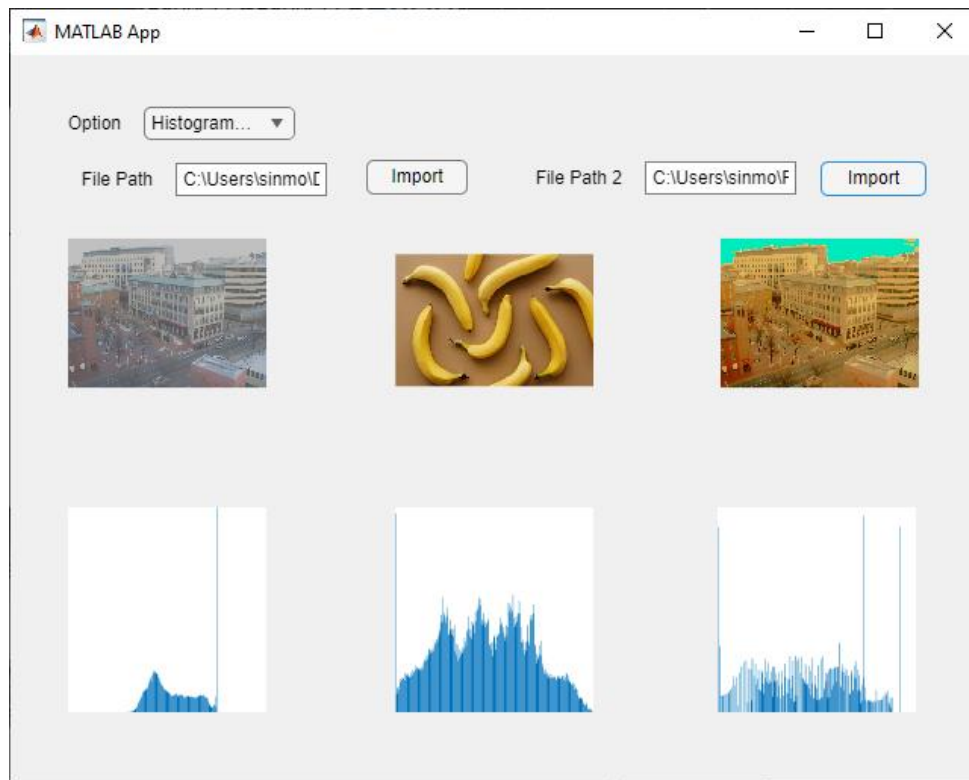 MATLAB App
Option Histogram...
File Path C:\Users\sinmo\D Import File Path 2 C:\Users\sinmo\F Import